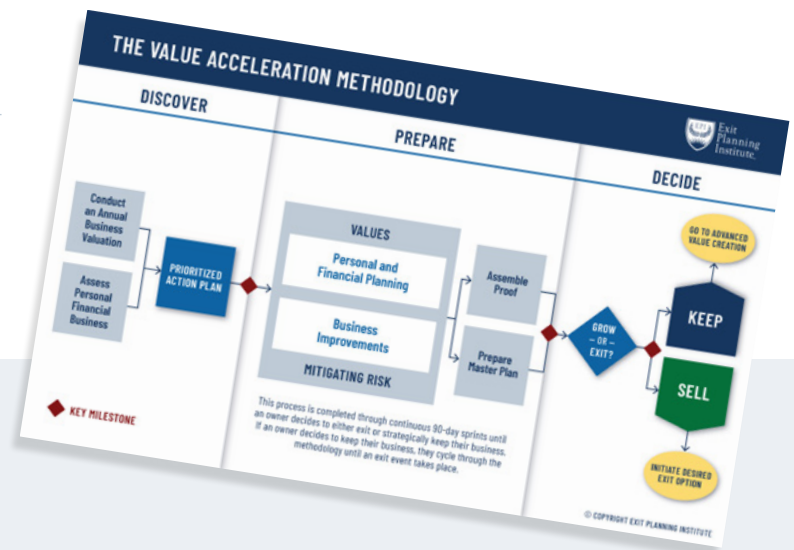 THE VALUE ACCELERATION METHODOLOGY
EPI
Exit
Planning
Institute.
DISCOVER
PREPARE
DECIDE
Conduct
an Annual
Business
Valuation
Assess
Personal
Financial
Business
PRIORITIZED
ACTION PLAN
VALUES
Personal and
Financial Planning
Business
Improvements
MITIGATING RISK
Assemble
Proof
Prepare
Master Plan
GROW
— OR —
EXIT?
GO TO ADVANCED
VALUE CREATION
KEEP
SELL
INITIATE DESIRED
EXIT OPTION
KEY MILESTONE
This process is completed through continuous 90-day sprints until
an owner decides to either exit or strategically keep their business.
If an owner decides to keep their business, they cycle through the
methodology until an exit event takes place.
© COPYRIGHT EXIT PLANNING INSTITUTE